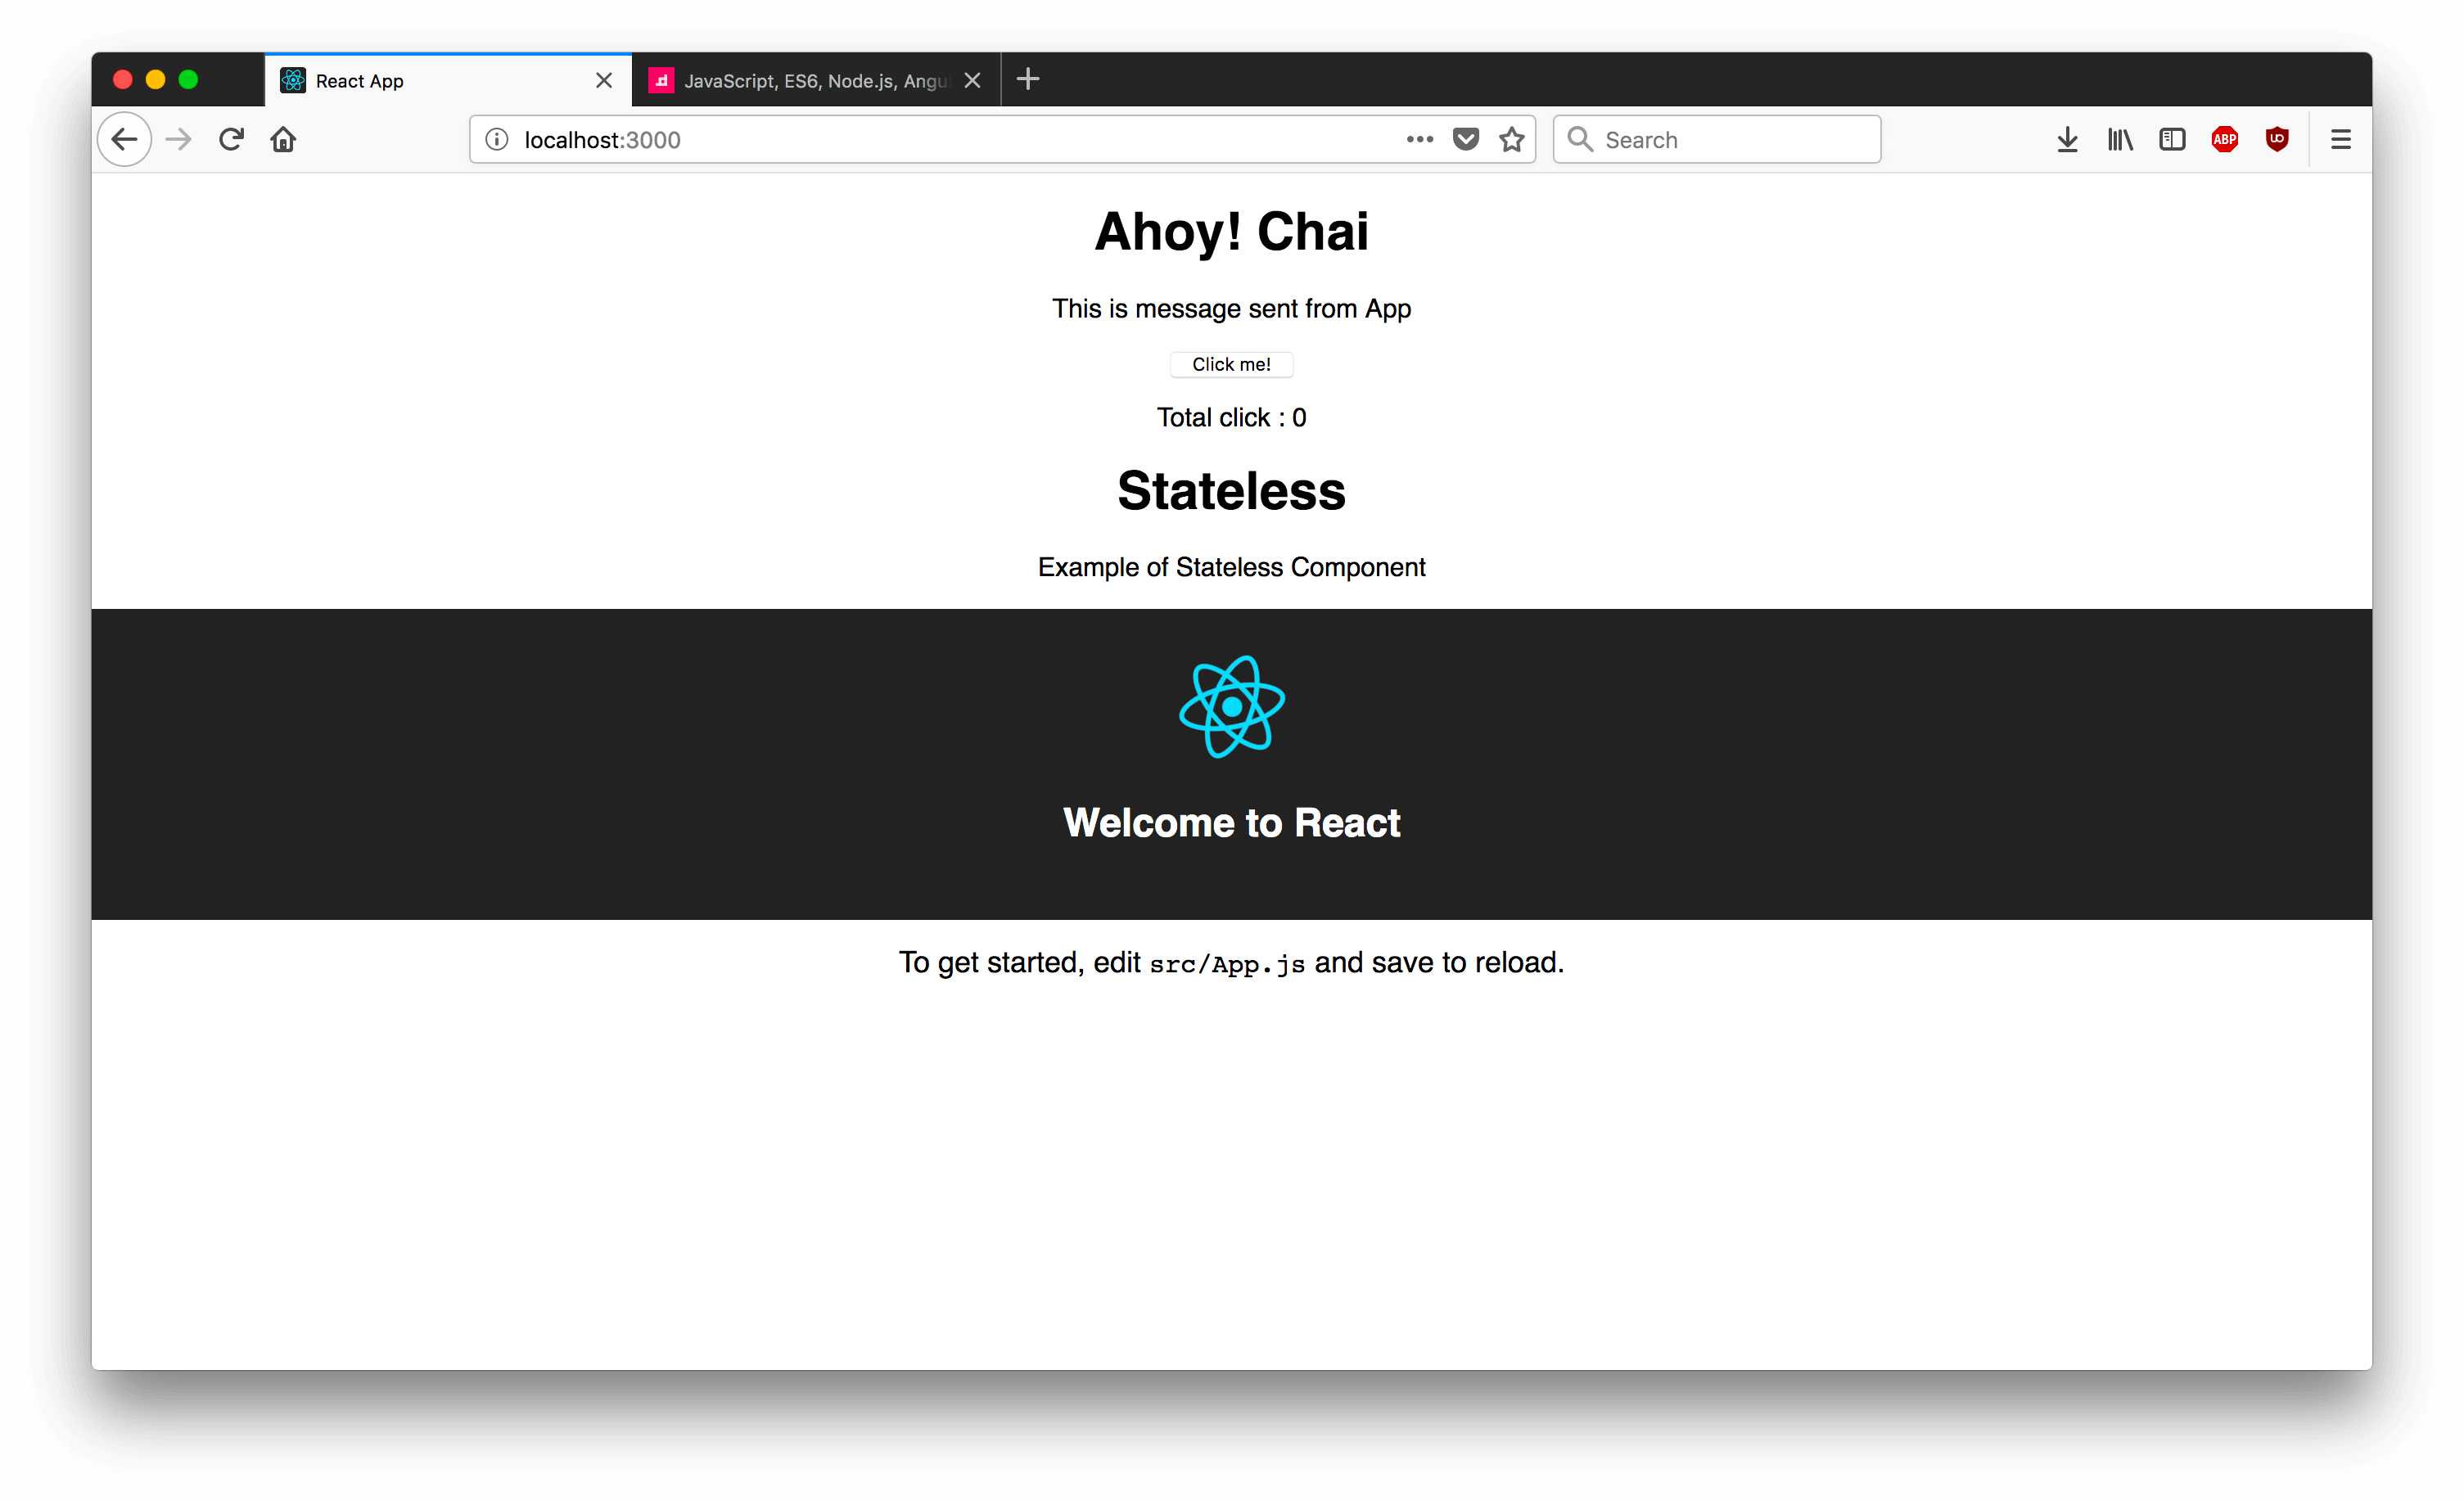 React App
JavaScript, ES6, Node.js, Angu
localhost:3000
Search
ABP
Ahoy! Chai
This is message sent from App
Click me!
Total click : 0
Stateless
Example of Stateless Component
Welcome to React
To get started, edit src/App.js and save to reload.